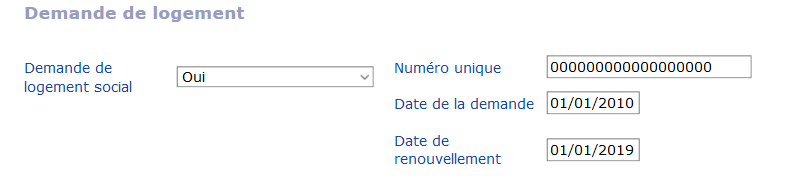 Demande de logement
Demande de
logement social
Oui
Numéro unique
000000000000000000
Date de la demande
01/01/2010
Date de
renouvellement
01/01/2019